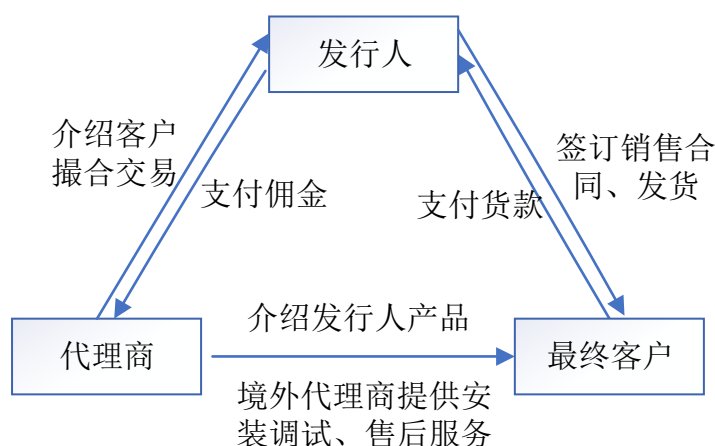 发行人
介绍客户
撮合交易
支付佣金
支付货款
签订销售合
同、发货
代理商
介绍发行人产品
最终客户
境外代理商提供安
装调试、售后服务